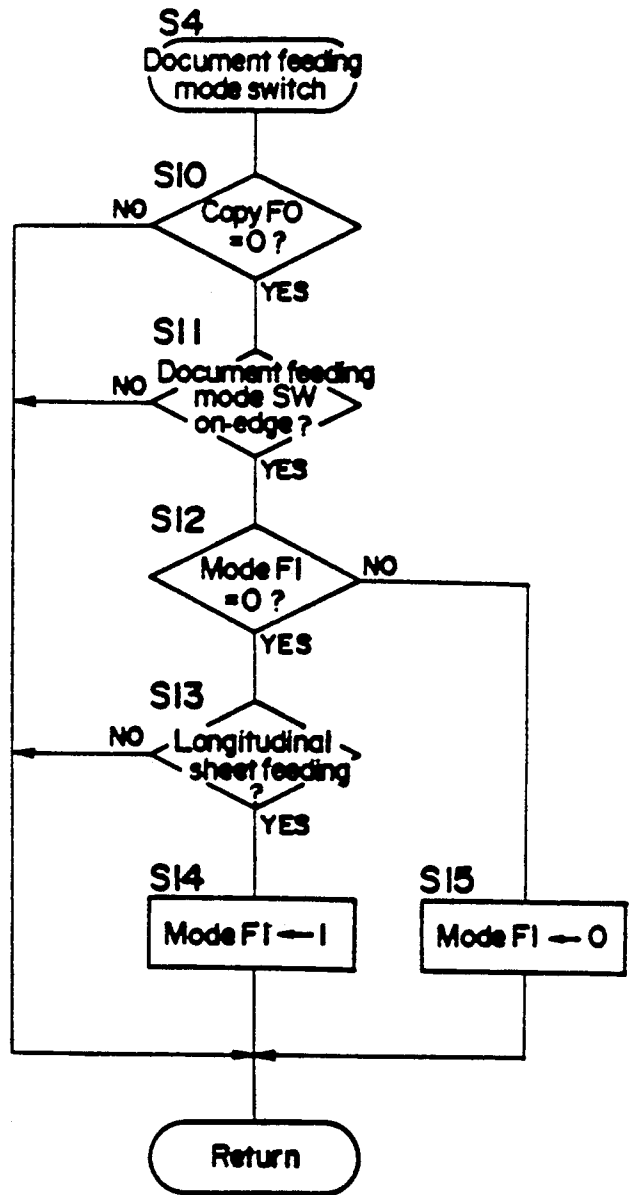 S4
Document feeding
mode switch
S10
NO
Copy F0
=0 ?
YES
S11
NO
Document feeding
mode SW
on-edge ?
YES
S12
Mode F1
=0 ?
NO
YES
S13
NO
Longitudinal
sheet feeding
?
YES
S14
Mode F1 ← 1
S15
Mode F1 ← 0
Return